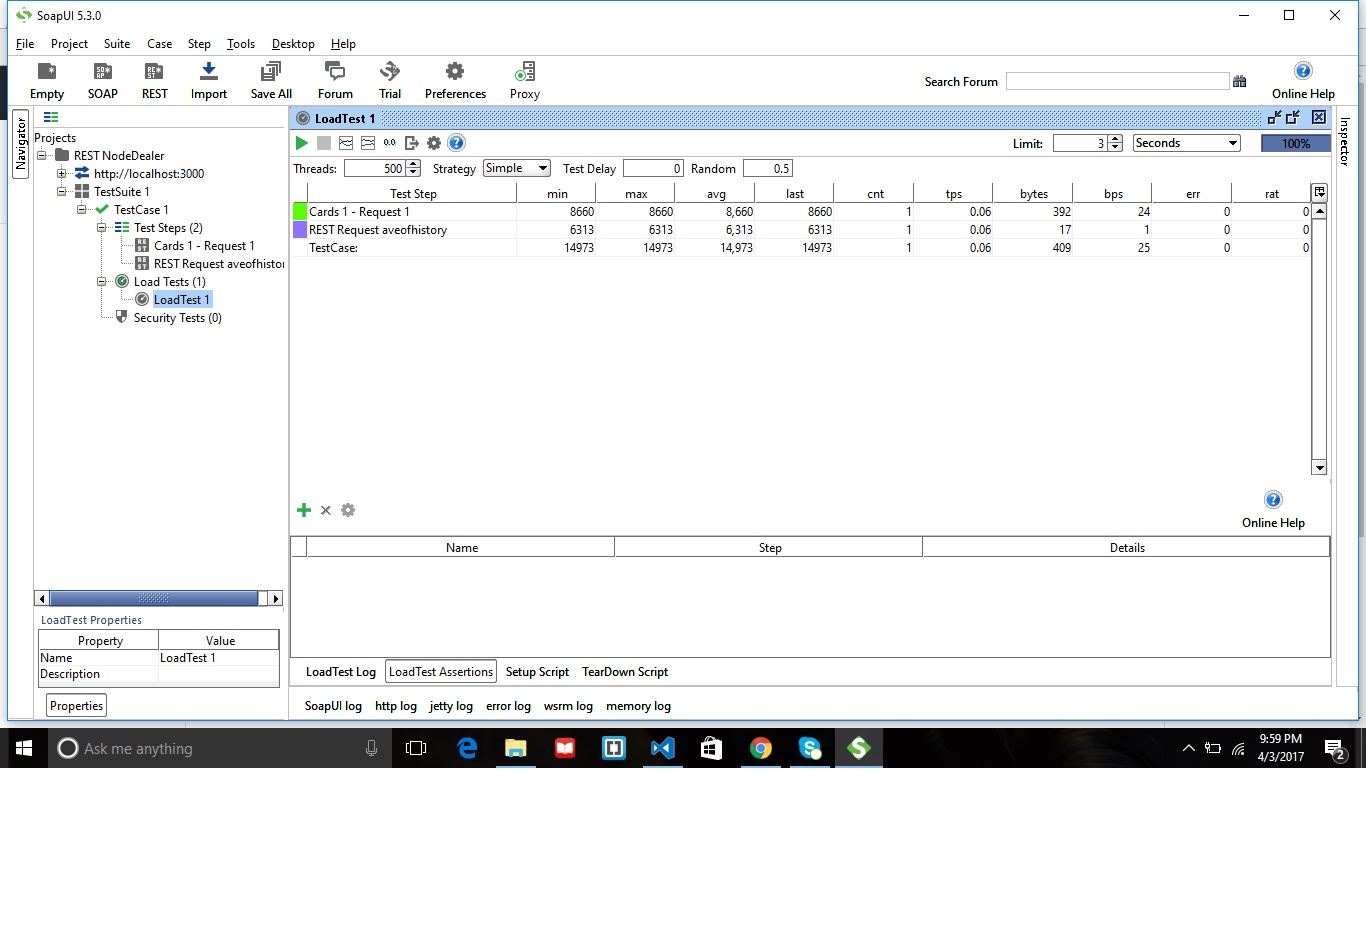 SoapUI 5.3.0
File Project Suite Case Step Tools Desktop Help
Empty SOAP REST Import Save All Forum Trial Preferences Proxy Search Forum Online Help
Navigator
Projects
REST NodeDealer
http://localhost:3000
TestSuite 1
TestCase 1
Test Steps (2)
Cards 1 - Request 1
REST Request aveofhistor
Load Tests (1)
LoadTest 1
Security Tests (0)
LoadTest Properties
Property Value
Name LoadTest 1
Description
Properties
LoadTest 1
0.0 Limit: 3 Seconds 100%
Threads: 500 Strategy Simple Test Delay 0 Random 0.5
Test Step min max avg last cnt tps bytes bps err rat
Cards 1 - Request 1 8660 8660 8,660 8660 1 0.06 392 24 0 0
REST Request aveofhistory 6313 6313 6,313 6313 1 0.06 17 1 0 0
TestCase: 14973 14973 14,973 14973 1 0.06 409 25 0 0
Online Help
Name Step Details
LoadTest Log LoadTest Assertions Setup Script TearDown Script
SoapUI log http log jetty log error log wsrm log memory log
Inspector
Ask me anything
9:59 PM
4/3/2017
2